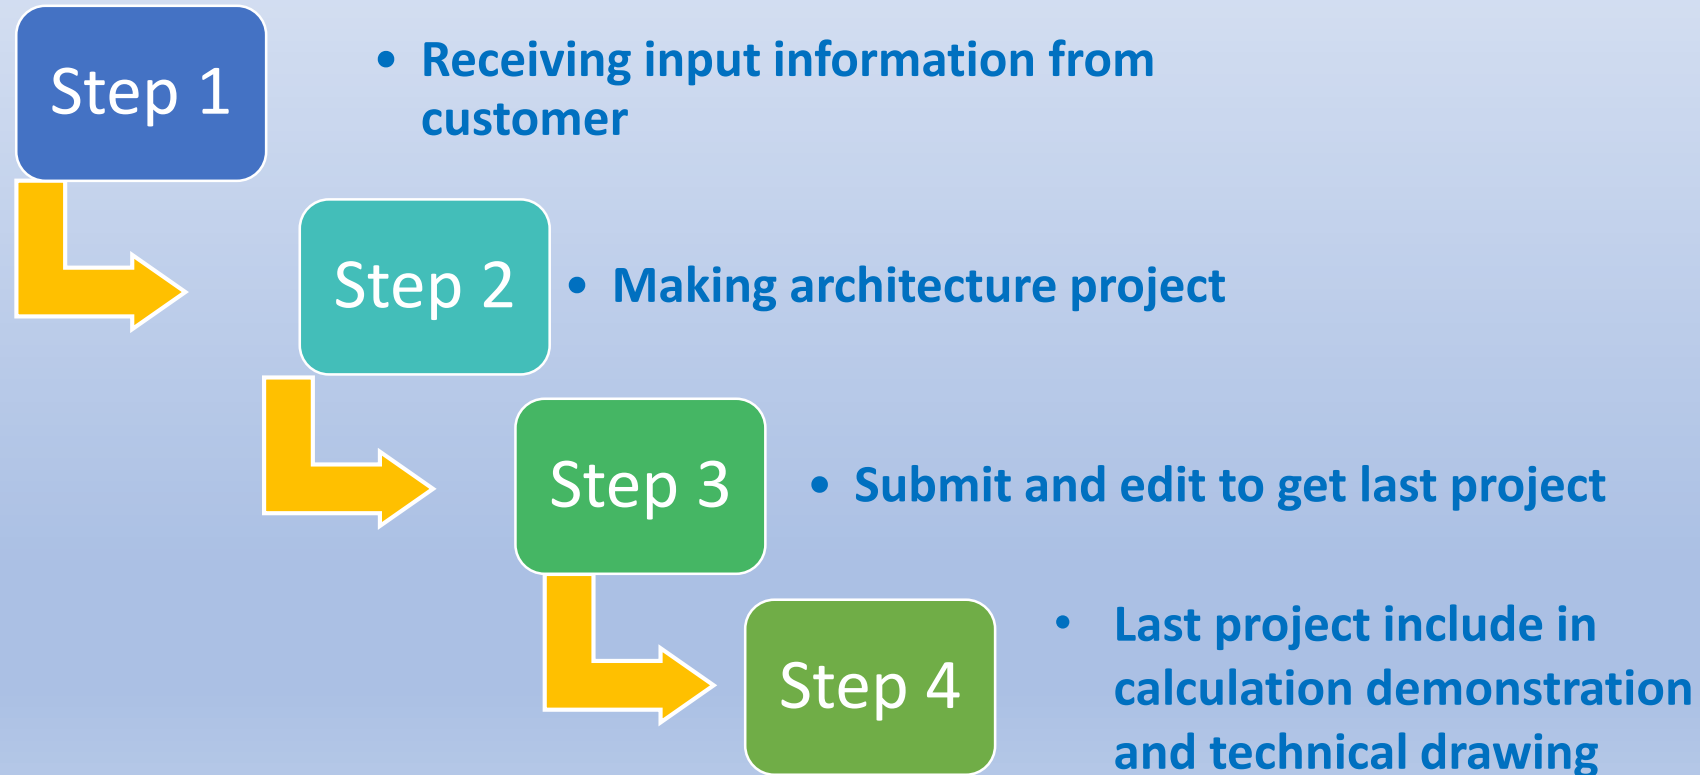 Step 1
• Receiving input information from
customer
Step 2
• Making architecture project
Step 3
• Submit and edit to get last project
Step 4
• Last project include in
calculation demonstration
and technical drawing